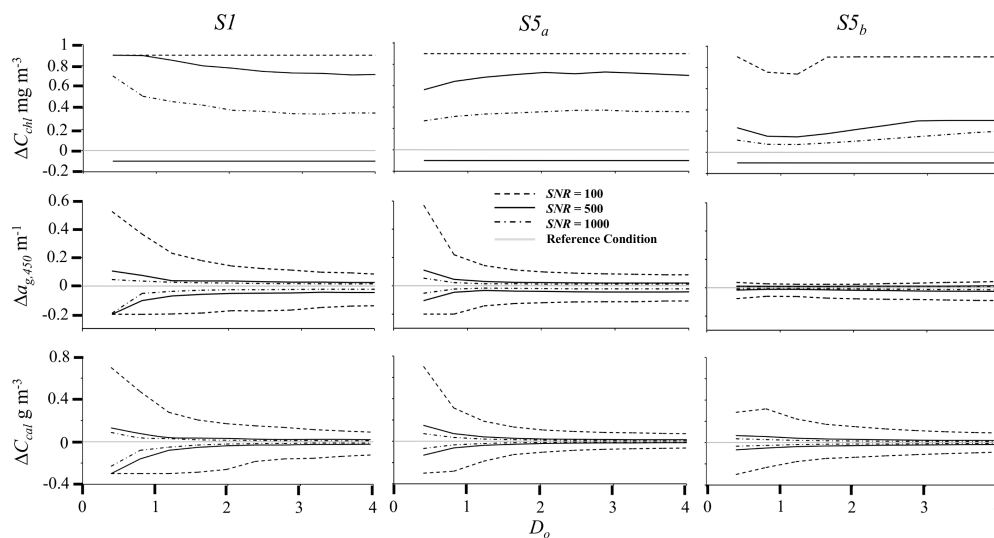 S1 S5a S5b
ΔCchl mg m-3
1
0.8
0.6
0.4
0.2
0
-0.2
Δag,450 m-1
0.6
0.4
0.2
0
-0.2
SNR = 100
SNR = 500
SNR = 1000
Reference Condition
ΔCcal g m-3
0.8
0.4
0
-0.4
0 1 2 3 4 0 1 2 3 4 0 1 2 3
Do